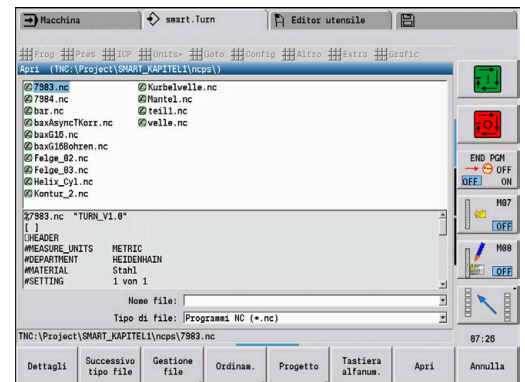 Macchina smart.Turn Editor utensile
Prog Pres ICP Units» Goto Config Altro Extra Grafic
Apri (TNC:\Project\SMART_KAPITEL1\ncps\)
7983.nc Kurbelwelle.nc
7984.nc Mantel.nc
bar.nc teil1.nc
baxAsyncTKorr.nc welle.nc
baxG16.nc
baxG16Bohren.nc
Felge_02.nc
Felge_03.nc
Helix_Cyl.nc
Kontur_2.nc
%7983.nc "TURN_V1.0"
[ ]
HEADER
#MEASURE_UNITS METRIC
#DEPARTMENT HEIDENHAIN
#MATERIAL Stahl
#SETTING 1 von 1
Nome file:
Tipo di file: Programmi NC (*.nc)
TNC:\Project\SMART_KAPITEL1\ncps\7983.nc
END PGM
OFF
OFF ON
M07
OFF
M08
OFF
07:26
Dettagli Successivo tipo file Gestione file Ordinam. Progetto Tastiera alfanum. Apri Annulla